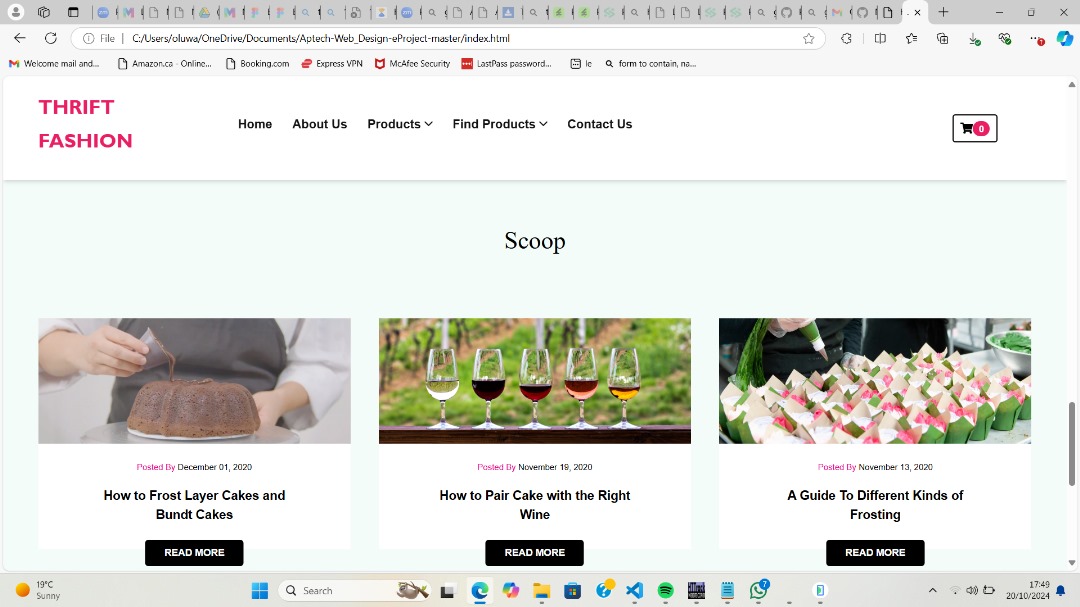 File
C:/Users/oluwa/OneDrive/Documents/Aptech-Web_Design-eProject-master/index.html
Welcome mail and...
Amazon.ca - Online...
Booking.com
Express VPN
McAfee Security
LastPass password...
le
form to contain, na...
THRIFT
FASHION
Home
About Us
Products
Find Products
Contact Us
0
Scoop
Posted By December 01, 2020
How to Frost Layer Cakes and
Bundt Cakes
READ MORE
Posted By November 19, 2020
How to Pair Cake with the Right
Wine
READ MORE
Posted By November 13, 2020
A Guide To Different Kinds of
Frosting
READ MORE
19°C
Sunny
Search
7
17:49
20/10/2024